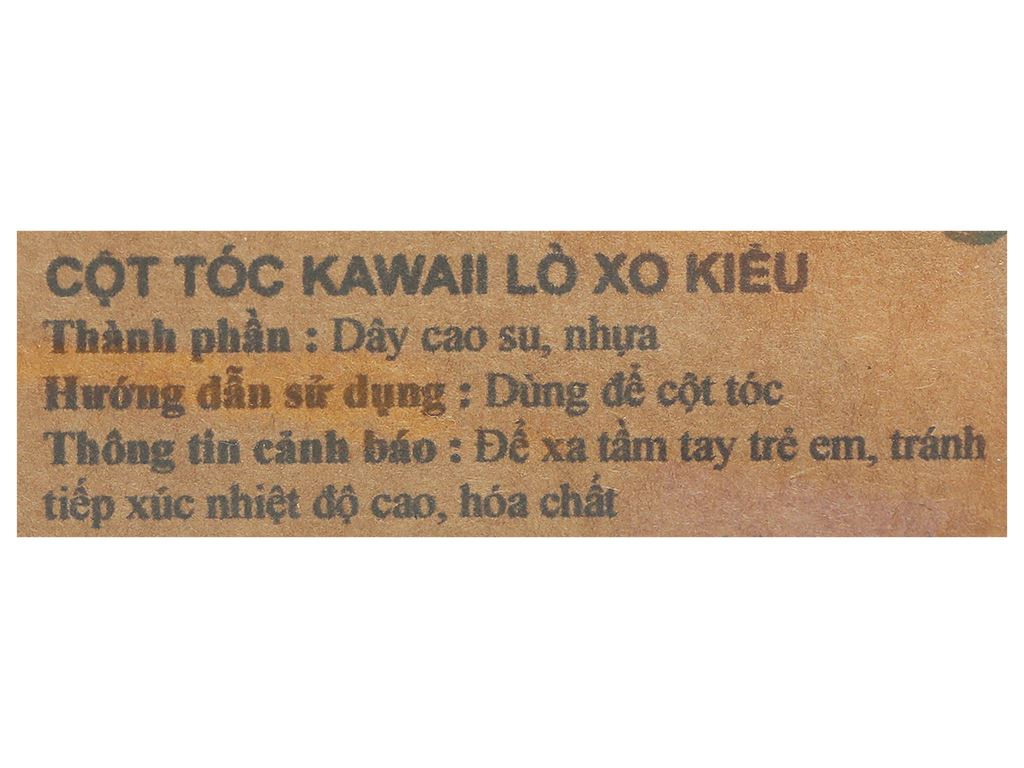 CỘT TÓC KAWAII LÒ XO KIỂU
Thành phần : Dây cao su, nhựa
Hướng dẫn sử dụng : Dùng để cột tóc
Thông tin cảnh báo : Để xa tầm tay trẻ em, tránh
tiếp xúc nhiệt độ cao, hóa chất